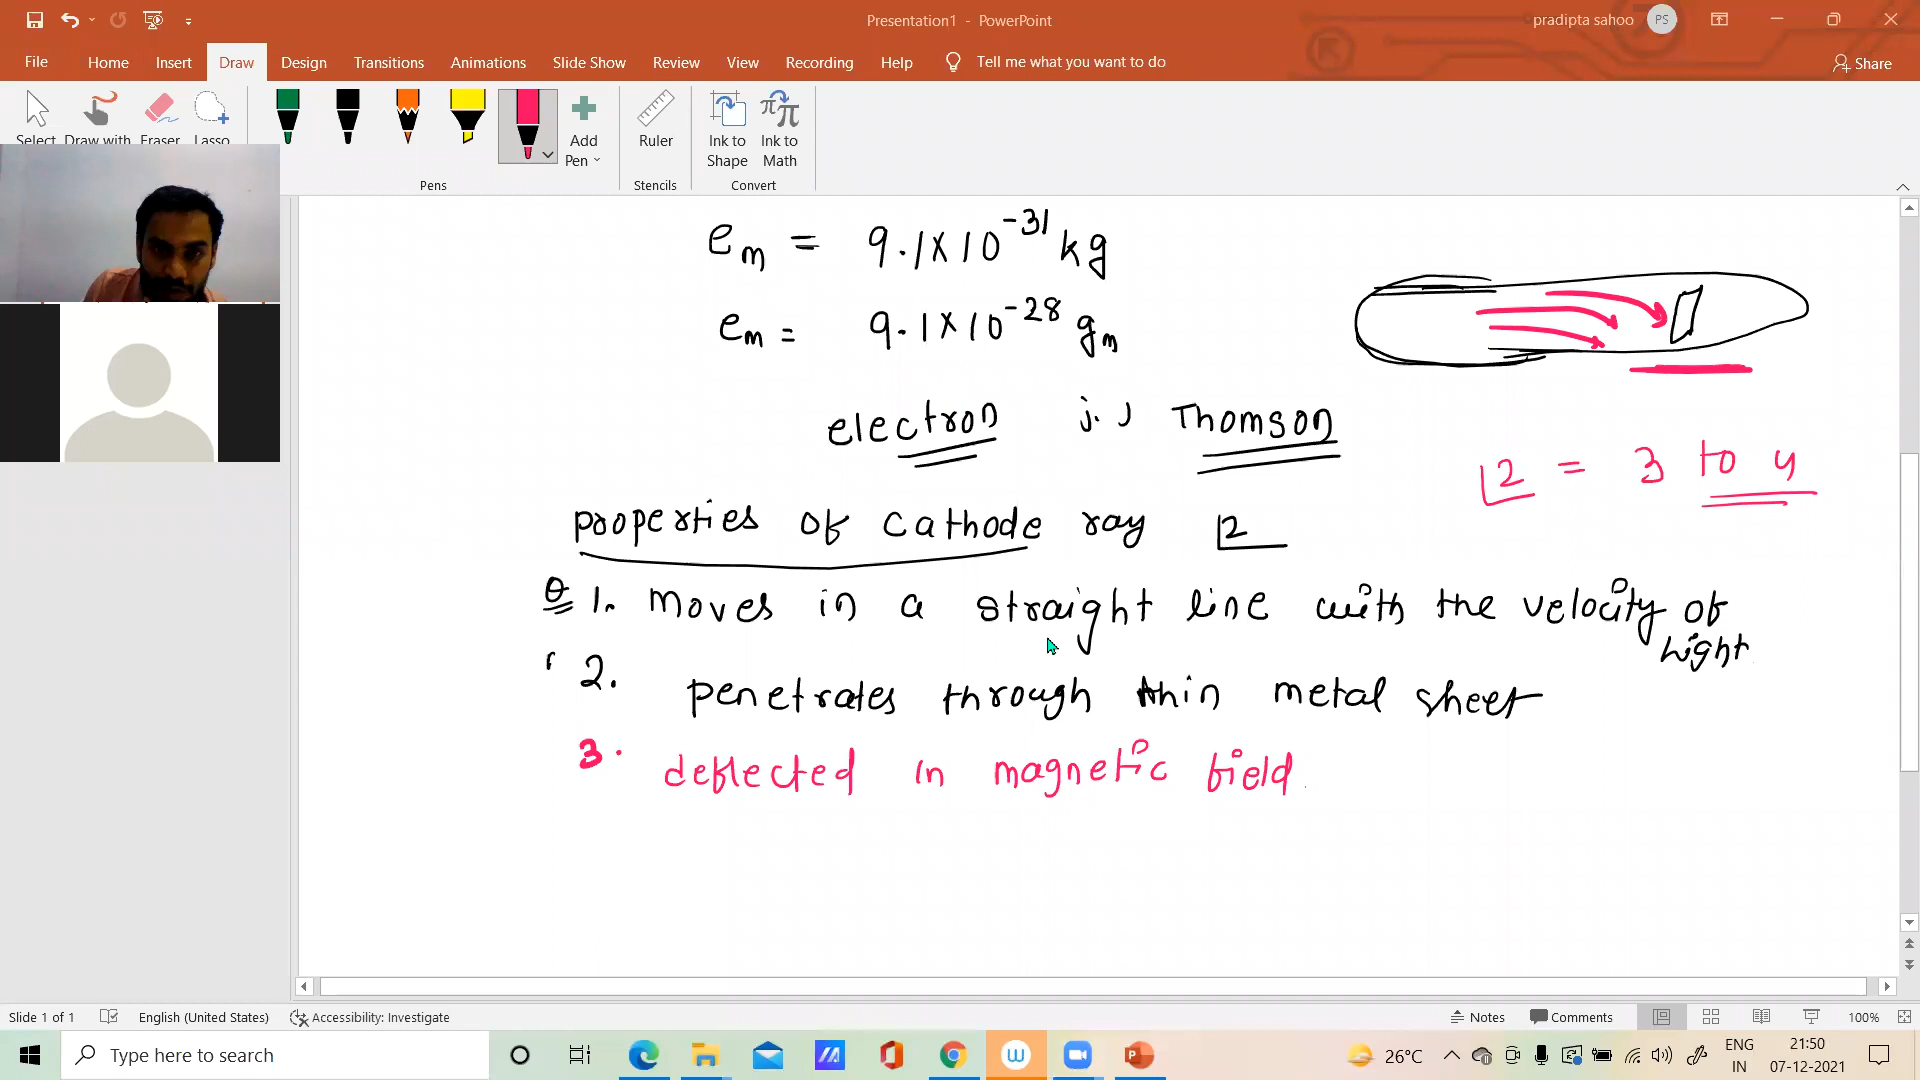 Presentation1 - PowerPoint
pradipta sahoo PS
File Home Insert Draw Design Transitions Animations Slide Show Review View Recording Help Tell me what you want to do Share
Select Draw with Eraser Lasso
Add Pen
Ruler
Ink to Shape
Ink to Math
Pens Stencils Convert
em = 9.1×10-31 kg
em = 9.1×10-28 gm
electron j.J Thomson
2 = 3 to 4
properties of cathode ray 2
Q 1. Moves in a straight line with the velocity of Light
2. Penetrates through thin metal sheet
3. deflected in magnetic field.
Slide 1 of 1 English (United States) Accessibility: Investigate Notes Comments 100%
Type here to search
W
26°C
ENG IN
21:50
07-12-2021